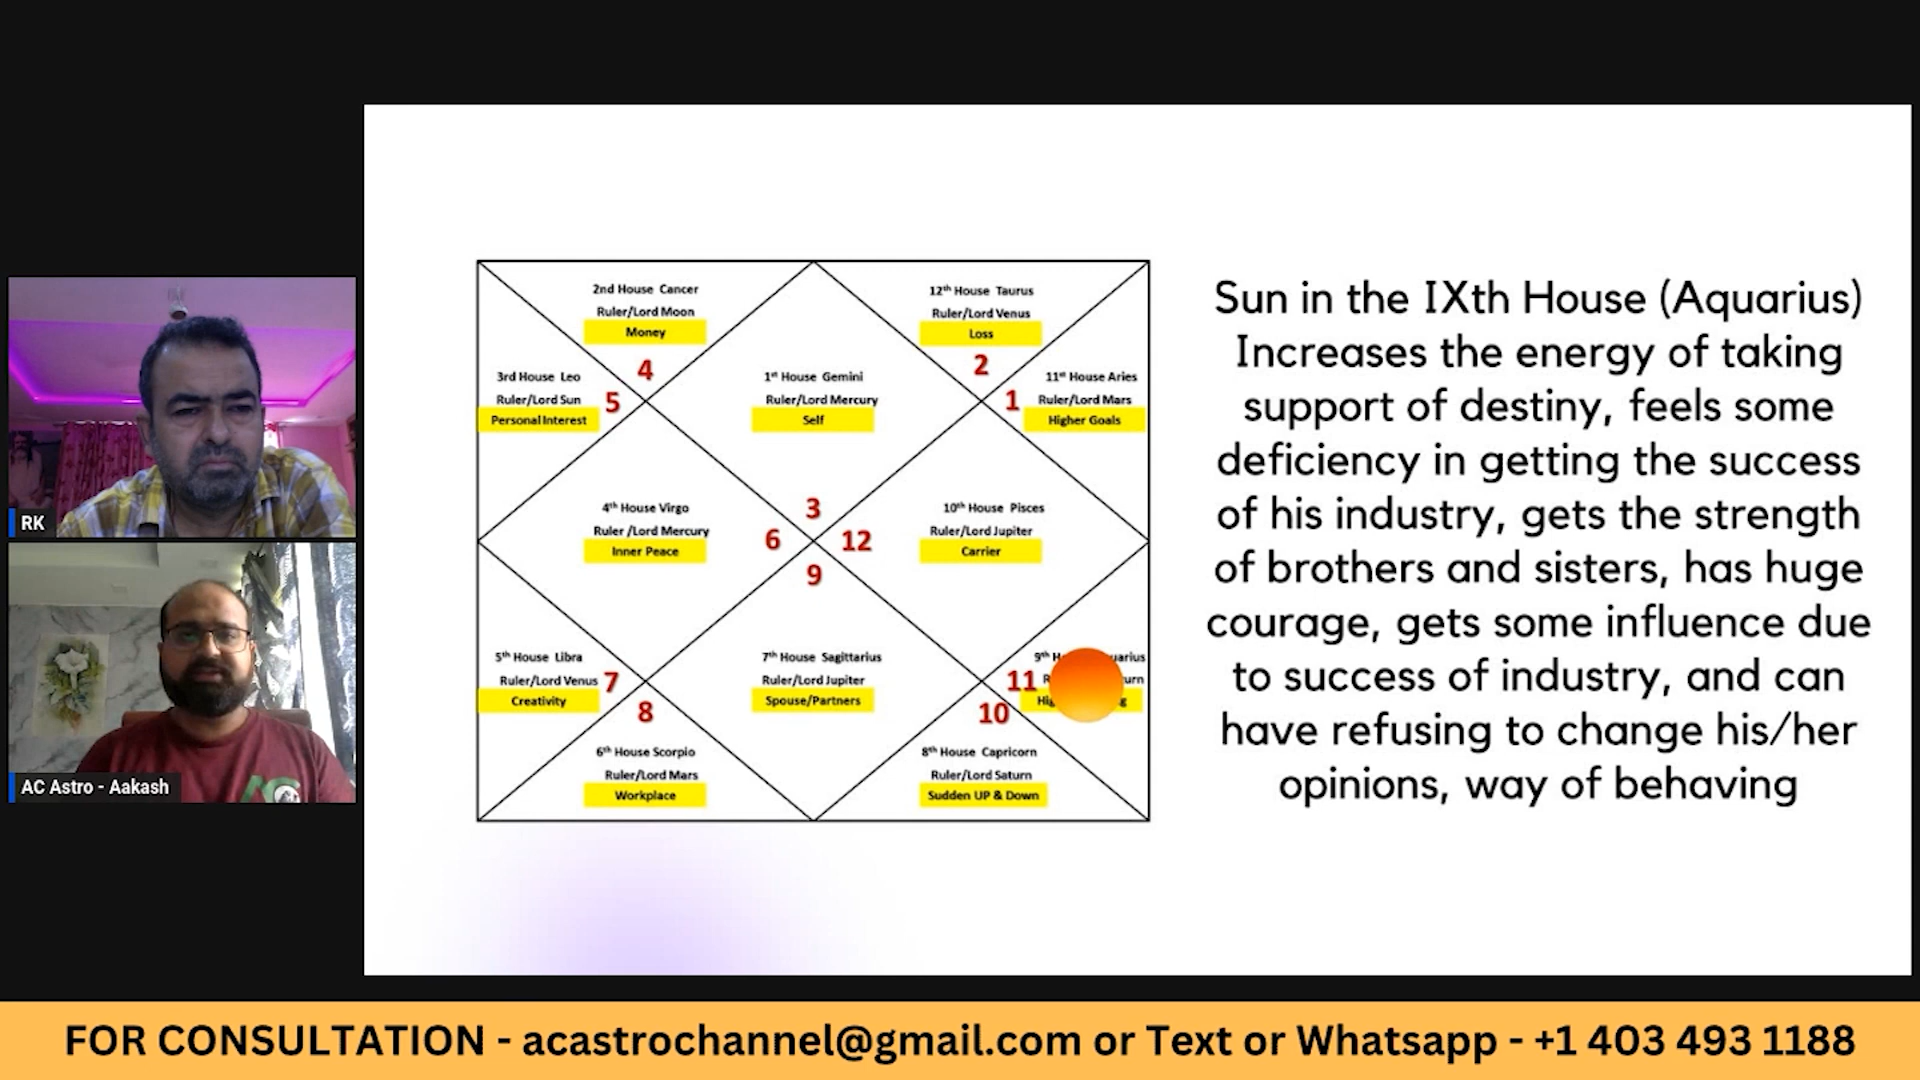 RK
AC Astro - Aakash
2nd House Cancer
Ruler/Lord Moon
Money
4
12th House Taurus
Ruler/Lord Venus
Loss
2
3rd House Leo
Ruler/Lord Sun
Personal Interest
5
1st House Gemini
Ruler/Lord Mercury
Self
11st House Aries
Ruler/Lord Mars
Higher Goals
1
4th House Virgo
Ruler /Lord Mercury
Inner Peace
6
3
12
9
10th House Pisces
Ruler/Lord Jupiter
Carrier
5th House Libra
Ruler/Lord Venus
Creativity
7
8
7th House Sagittarius
Ruler/Lord Jupiter
Spouse/Partners
9th
11
10
6th House Scorpio
Ruler/Lord Mars
Workplace
8th House Capricorn
Ruler/Lord Saturn
Sudden UP & Down
Sun in the IXth House (Aquarius)
Increases the energy of taking
support of destiny, feels some
deficiency in getting the success
of his industry, gets the strength
of brothers and sisters, has huge
courage, gets some influence due
to success of industry, and can
have refusing to change his/her
opinions, way of behaving
FOR CONSULTATION - acastrochannel@gmail.com or Text or Whatsapp - +1 403 493 1188